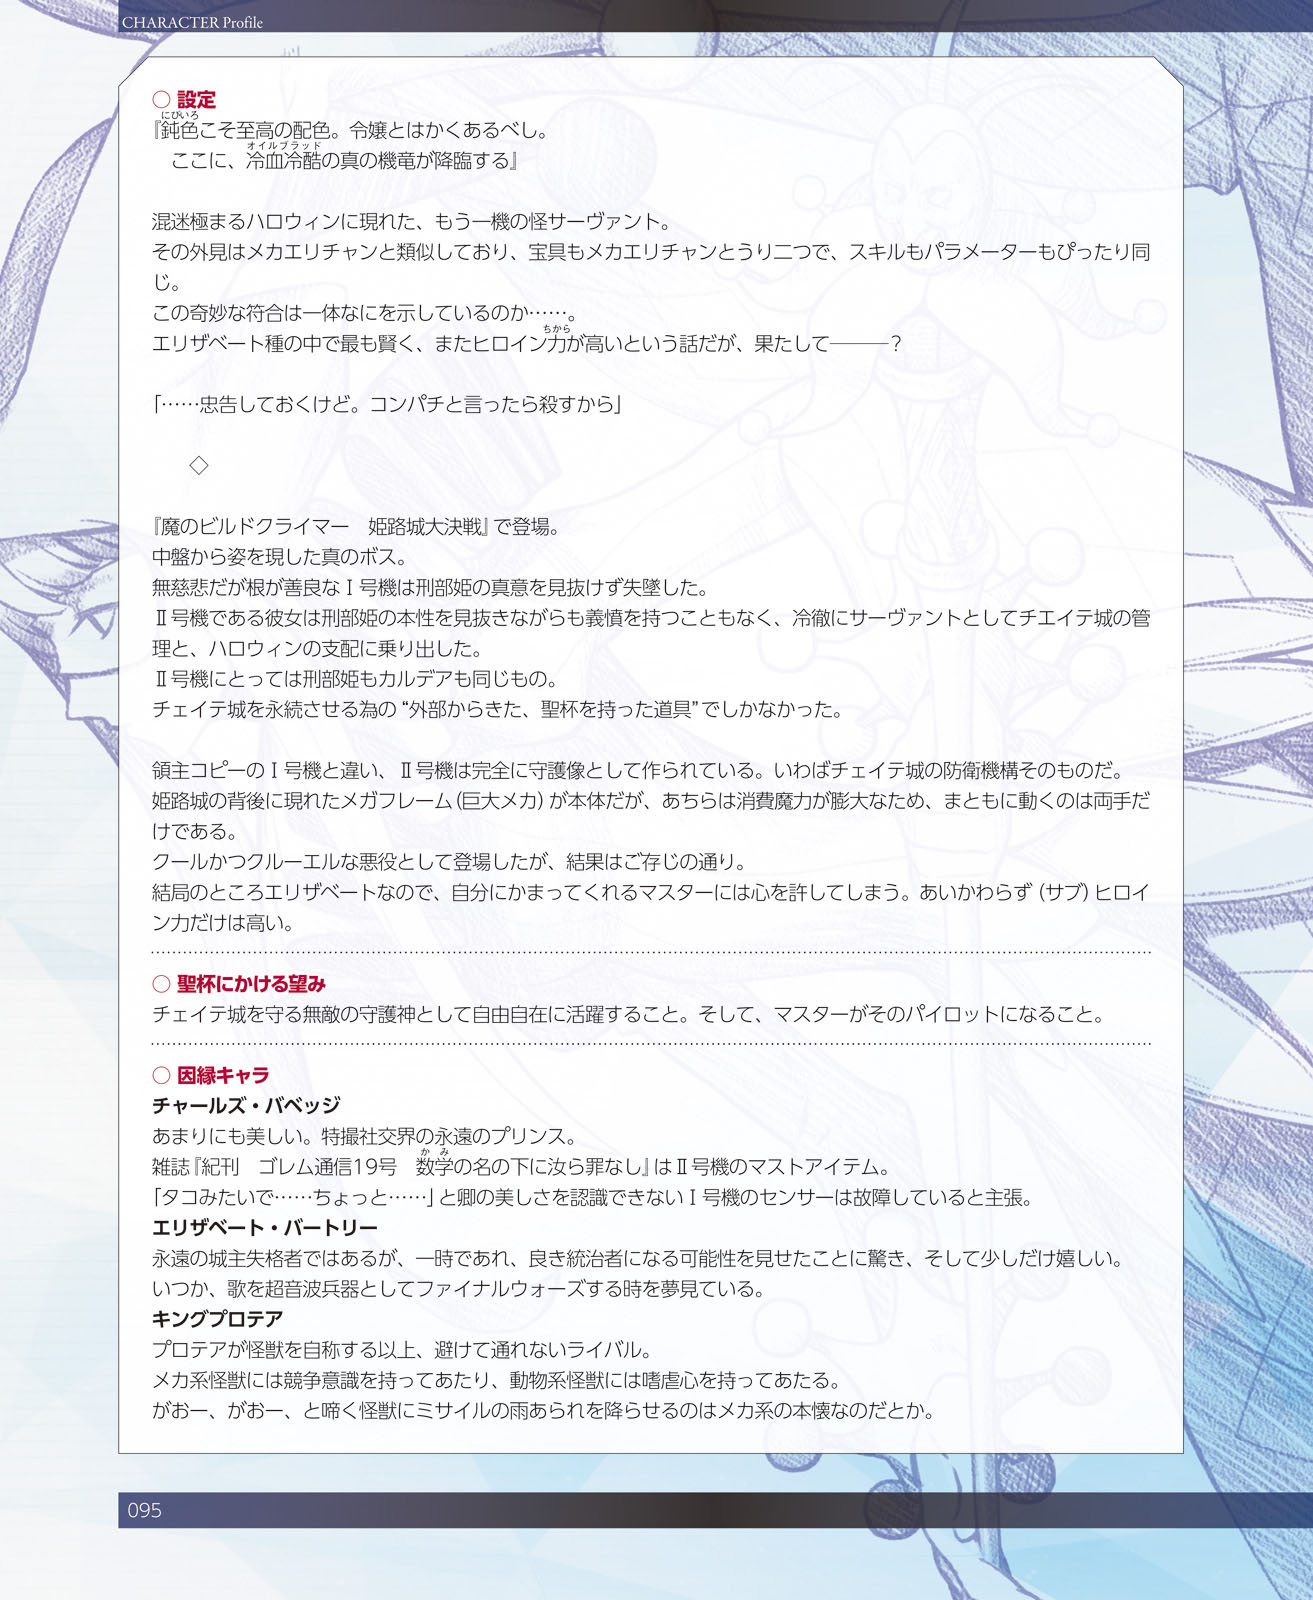 CHARACTER Profile
○ 設定
にびいろ
『鈍色こそ至高の配色。令嬢とはかくあるべし。
オイルブラッド
ここに、冷血冷酷の真の機竜が降臨する』
混迷極まるハロウィンに現れた、もう一機の怪サーヴァント。
その外見はメカエリチャンと類似しており、宝具もメカエリチャンとうり二つで、スキルもパラメーターもぴったり同
じ。
この奇妙な符合は一体なにを示しているのか……。
ちから
エリザベート種の中で最も賢く、またヒロイン力が高いという話だが、果たして———？
「……忠告しておくけど。コンパチと言ったら殺すから」
◇
『魔のビルドクライマー　姫路城大決戦』で登場。
中盤から姿を現した真のボス。
無慈悲だが根が善良なⅠ号機は刑部姫の真意を見抜けず失墜した。
Ⅱ号機である彼女は刑部姫の本性を見抜きながらも義憤を持つこともなく、冷徹にサーヴァントとしてチエイテ城の管
理と、ハロウィンの支配に乗り出した。
Ⅱ号機にとっては刑部姫もカルデアも同じもの。
チェイテ城を永続させる為の“外部からきた、聖杯を持った道具”でしかなかった。
領主コピーのⅠ号機と違い、Ⅱ号機は完全に守護像として作られている。いわばチェイテ城の防衛機構そのものだ。
姫路城の背後に現れたメガフレーム（巨大メカ）が本体だが、あちらは消費魔力が膨大なため、まともに動くのは両手だ
けである。
クールかつクルーエルな悪役として登場したが、結果はご存じの通り。
結局のところエリザベートなので、自分にかまってくれるマスターには心を許してしまう。あいかわらず（サブ）ヒロイ
ン力だけは高い。
○ 聖杯にかける望み
チェイテ城を守る無敵の守護神として自由自在に活躍すること。そして、マスターがそのパイロットになること。
○ 因縁キャラ
チャールズ・バベッジ
あまりにも美しい。特撮社交界の永遠のプリンス。
かみ
雑誌『紀刊　ゴレム通信19号　数学の名の下に汝ら罪なし』はⅡ号機のマストアイテム。
「タコみたいで……ちょっと……」と卿の美しさを認識できないⅠ号機のセンサーは故障していると主張。
エリザベート・バートリー
永遠の城主失格者ではあるが、一時であれ、良き統治者になる可能性を見せたことに驚き、そして少しだけ嬉しい。
いつか、歌を超音波兵器としてファイナルウォーズする時を夢見ている。
キングプロテア
プロテアが怪獣を自称する以上、避けて通れないライバル。
メカ系怪獣には競争意識を持ってあたり、動物系怪獣には嗜虐心を持ってあたる。
がおー、がおー、と啼く怪獣にミサイルの雨あられを降らせるのはメカ系の本懐なのだとか。
095